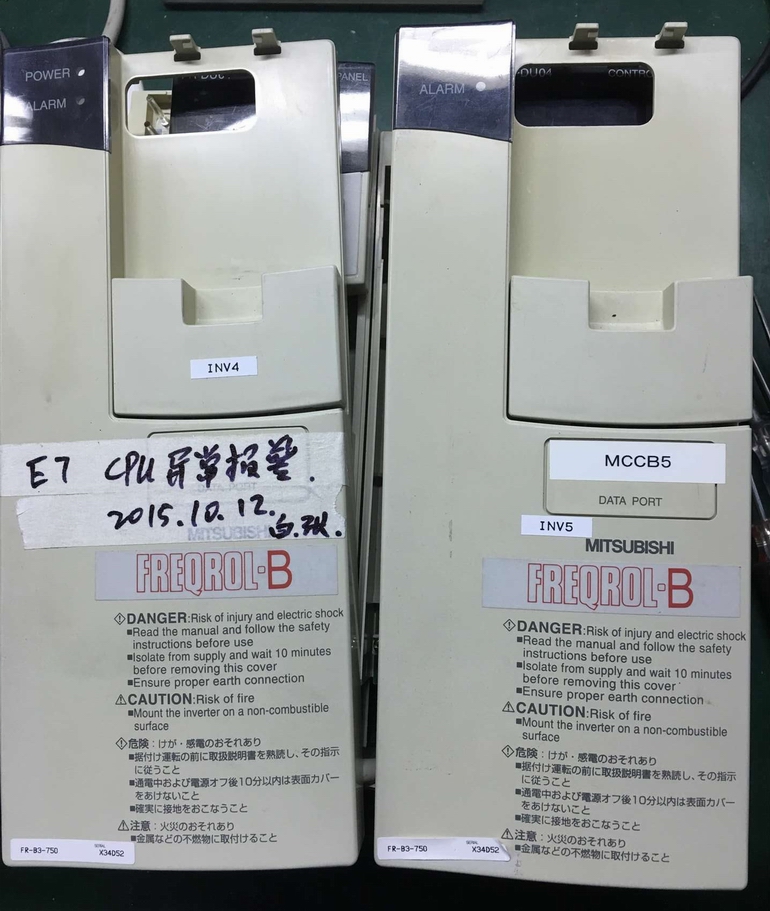 POWER
ALARM
DU04
PANEL
INV4
E7 CPU 屏常报警.
2015.10.12.
DATA PORT
MITSUBISHI
FREQROL-B
DANGER:Risk of injury and electric shock
■Read the manual and follow the safety
instructions before use
■Isolate from supply and wait 10 minutes
before removing this cover
■Ensure proper earth connection
CAUTION:Risk of fire
■Mount the inverter on a non-combustible
surface
危険：けが・感電のおそれあり
■据付け運転の前に取扱説明書を熟読し、その指示
に従うこと
■通電中および電源オフ後10分以内は表面カバー
をあけないこと
■確実に接地をおこなうこと
注意：火災のおそれあり
■金属などの不燃物に取付けること
FR-B3-750 SERIAL X34D52
ALARM
-DU04 CONTRO
MCCB5
DATA PORT
INV5
MITSUBISHI
FREQROL-B
DANGER:Risk of injury and electric shock
■Read the manual and follow the safety
instructions before use
■Isolate from supply and wait 10 minutes
before removing this cover
■Ensure proper earth connection
CAUTION:Risk of fire
■Mount the inverter on a non-combustible
surface
危険：けが・感電のおそれあり
■据付け運転の前に取扱説明書を熟読し、その指示
に従うこと
■通電中および電源オフ後10分以内は表面カバー
をあけないこと
■確実に接地をおこなうこと
注意：火災のおそれあり
■金属などの不燃物に取付けること
FR-B3-750 SERIAL X34D52